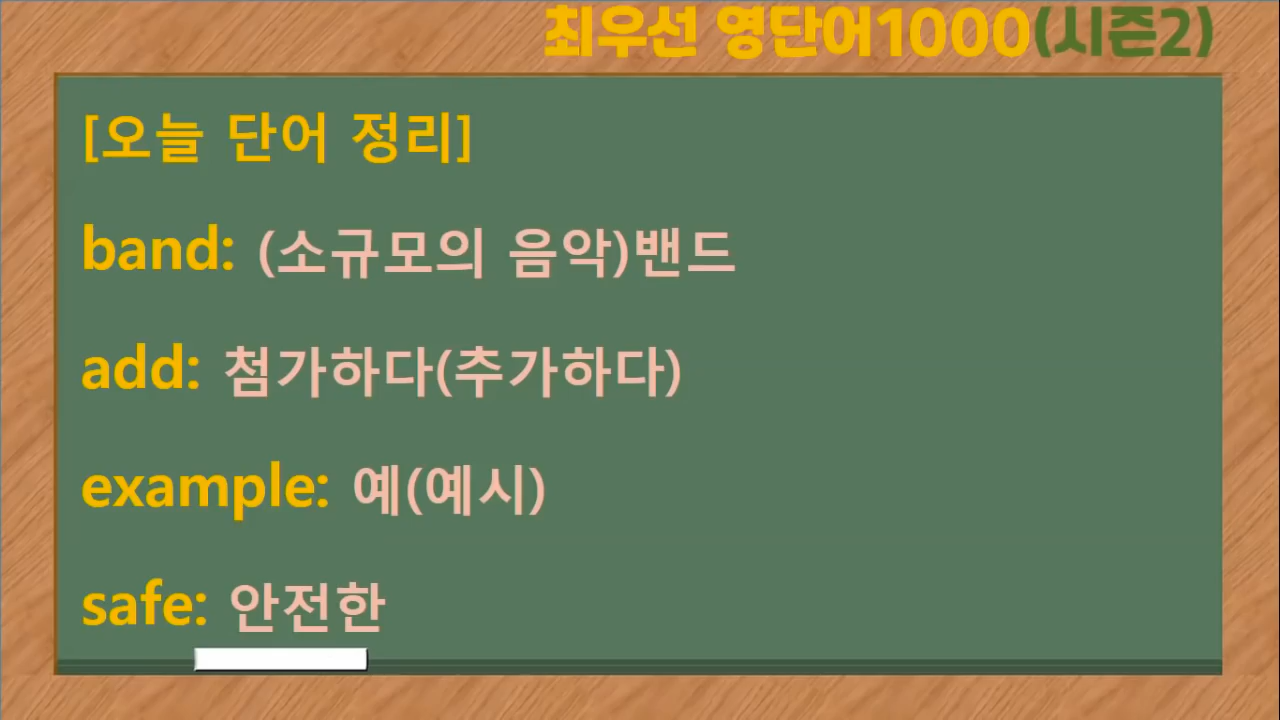 최우선 영단어1000(시즌2)
[오늘 단어 정리]
band: (소규모의 음악)밴드
add: 첨가하다(추가하다)
example: 예(예시)
safe: 안전한